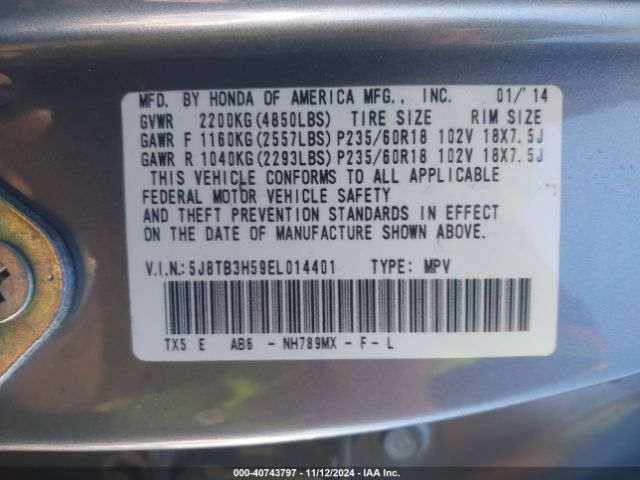 MFD. BY HONDA OF AMERICA MFG., INC. 01/'14
GVWR 2200KG(4850LBS) TIRE SIZE RIM SIZE
GAWR F 1160KG(2557LBS) P235/60R18 102V 18X7.5J
GAWR R 1040KG(2293LBS) P235/60R18 102V 18X7.5J
THIS VEHICLE CONFORMS TO ALL APPLICABLE
FEDERAL MOTOR VEHICLE SAFETY
AND THEFT PREVENTION STANDARDS IN EFFECT
ON THE DATE OF MANUFACTURE SHOWN ABOVE.
V.I.N.: 5J8TB3H59EL014401 TYPE: MPV
TX5 E AB6 - NH789MX - F - L
© - 40743797 - 11/12/2024 - IAA Inc.